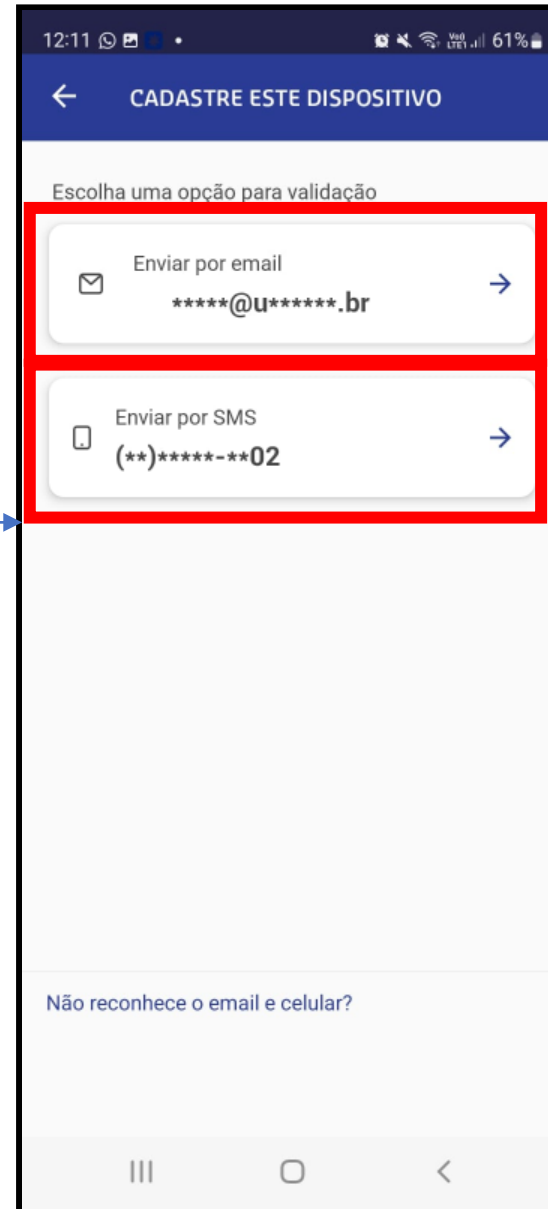 12:11 61%
CADASTRE ESTE DISPOSITIVO
Escolha uma opção para validação
Enviar por email
*****@u******.br
Enviar por SMS
(**)*****-**02
Não reconhece o email e celular?